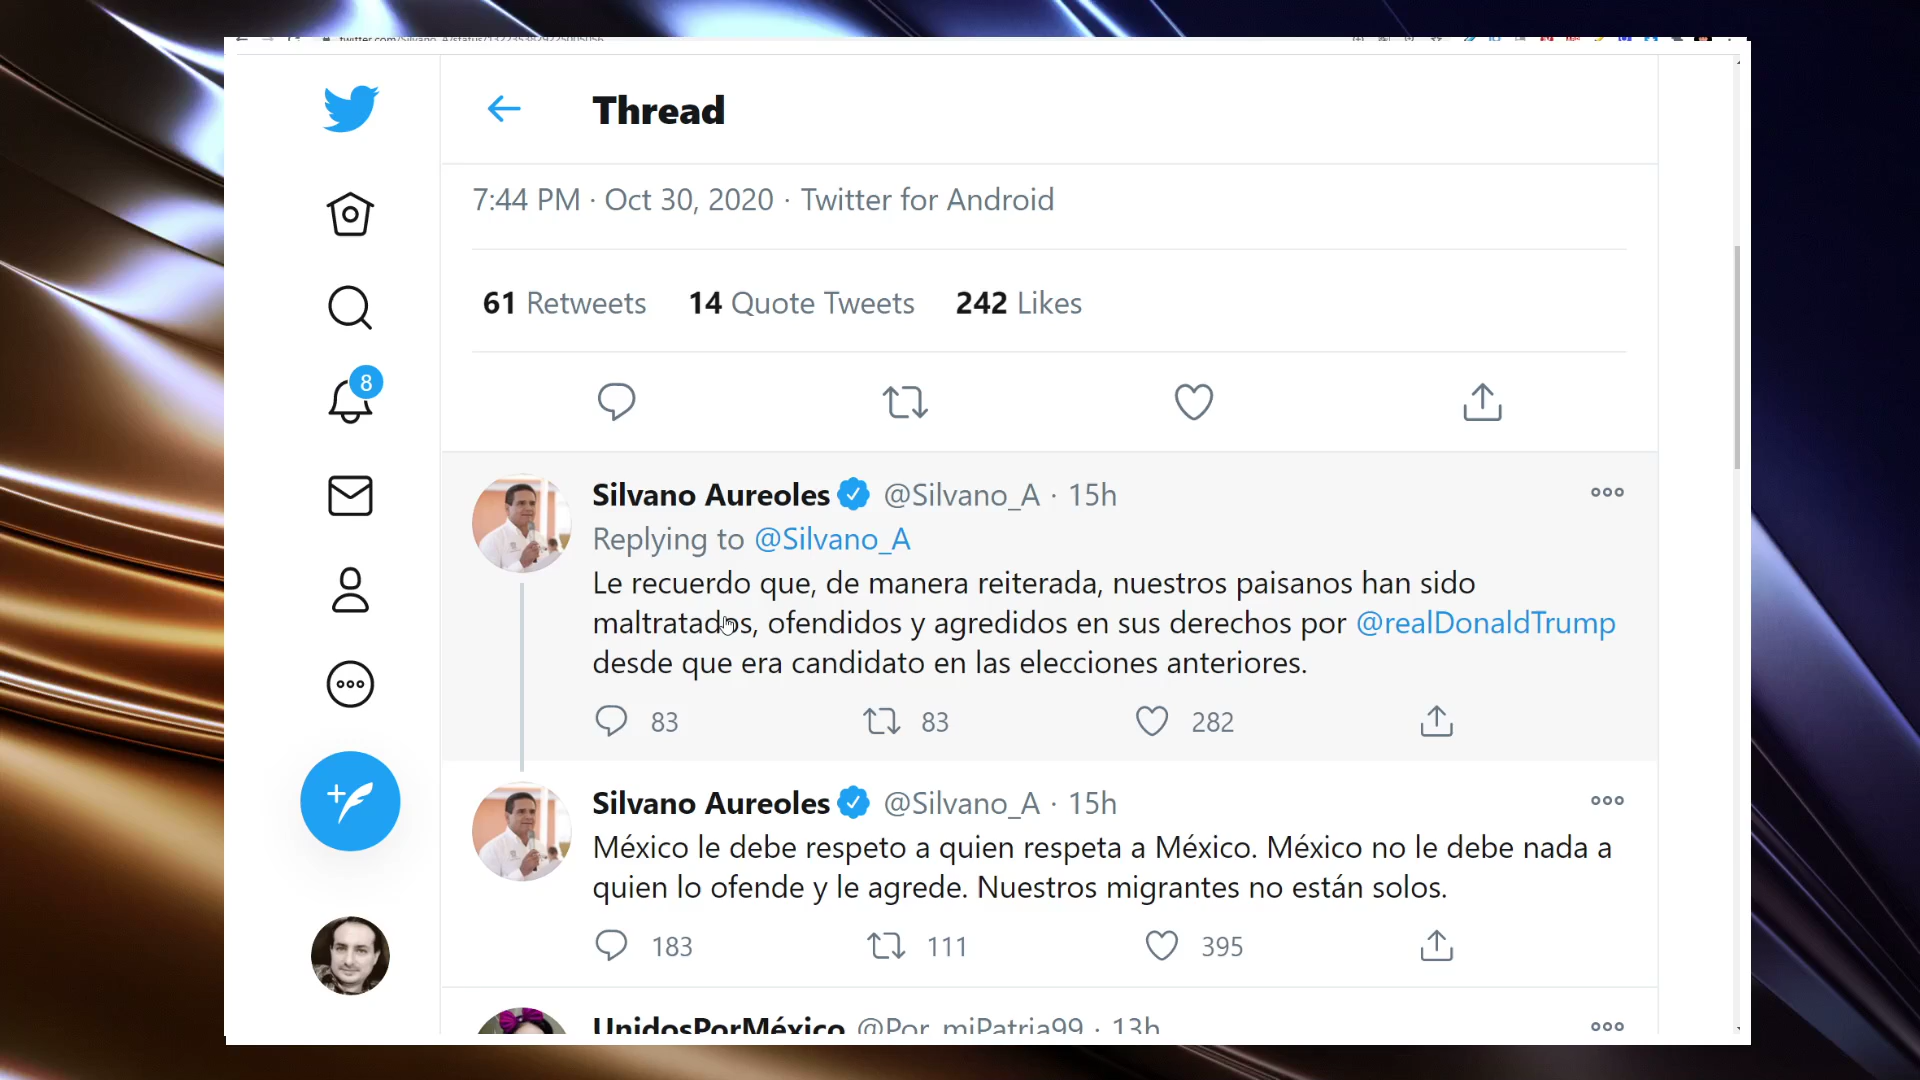 Thread
7:44 PM · Oct 30, 2020 · Twitter for Android
61 Retweets 14 Quote Tweets 242 Likes
8
Silvano Aureoles @Silvano_A · 15h
Replying to @Silvano_A
Le recuerdo que, de manera reiterada, nuestros paisanos han sido
maltratados, ofendidos y agredidos en sus derechos por @realDonaldTrump
desde que era candidato en las elecciones anteriores.
83 83 282
Silvano Aureoles @Silvano_A · 15h
México le debe respeto a quien respeta a México. México no le debe nada a
quien lo ofende y le agrede. Nuestros migrantes no están solos.
183 111 395
UnidosPorMéxico @Por_miPatria99 · 13h